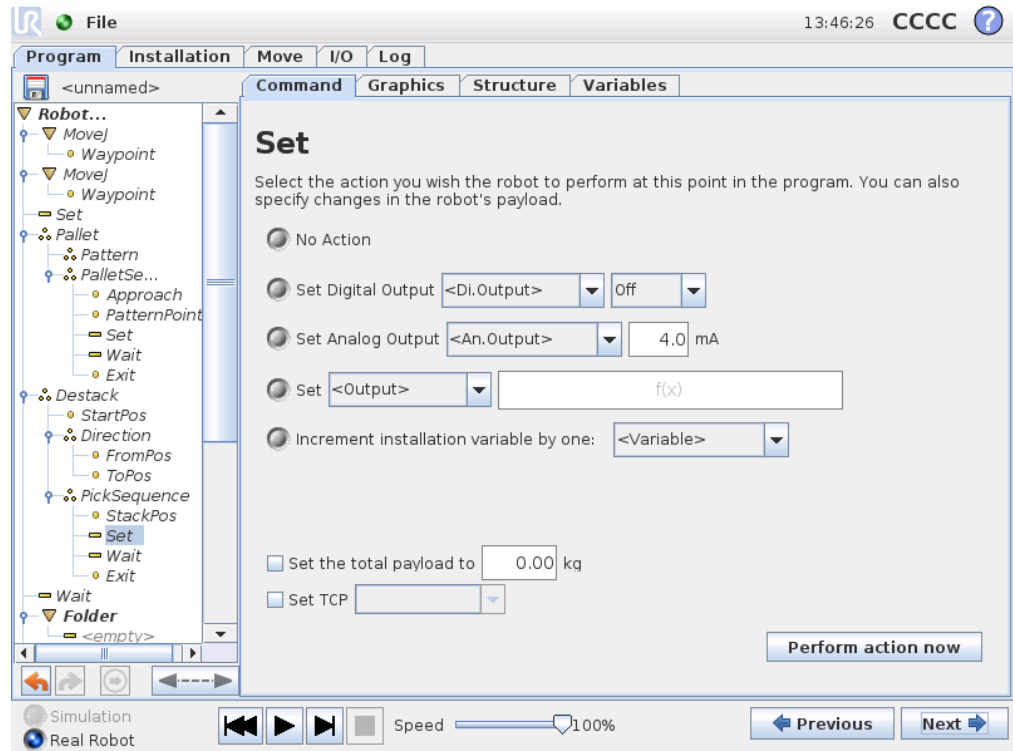 UR File 13:46:26 CCCC ?
Program Installation Move I/O Log
<unnamed>
Command Graphics Structure Variables
Robot...
MoveJ
Waypoint
MoveJ
Waypoint
Set
Pallet
Pattern
PalletSe...
Approach
PatternPoint
Set
Wait
Exit
Destack
StartPos
Direction
FromPos
ToPos
PickSequence
StackPos
Set
Wait
Exit
Wait
Folder
<empty>
Set
Select the action you wish the robot to perform at this point in the program. You can also
specify changes in the robot's payload.
No Action
Set Digital Output <Di.Output> Off
Set Analog Output <An.Output> 4.0 mA
Set <Output> f(x)
Increment installation variable by one: <Variable>
Set the total payload to 0.00 kg
Set TCP
Perform action now
Simulation
Real Robot
Speed 100%
Previous Next